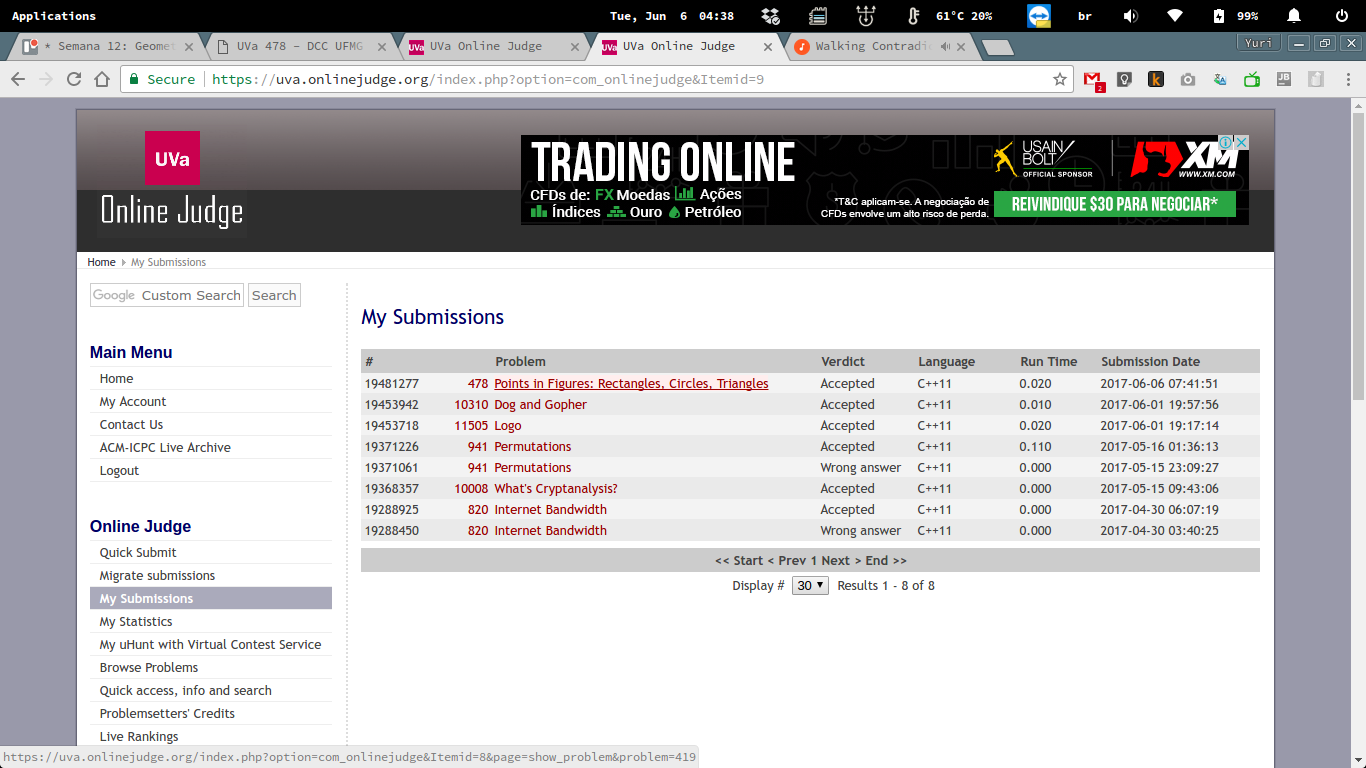 Applications Tue, Jun 6 04:38 61°C 20% br 99%
* Semana 12: Geomet UVa 478 - DCC UFMG UVa Online Judge UVa Online Judge Walking Contradic Yuri
Secure https://uva.onlinejudge.org/index.php?option=com_onlinejudge&Itemid=9 2 JB
UVa
Online Judge
TRADING ONLINE
CFDs de: FX Moedas Ações
Índices Ouro Petróleo
*T&C aplicam-se. A negociação de
CFDs envolve um alto risco de perda.
USAIN
BOLT
OFFICIAL SPONSOR
XM
WWW.XM.COM
REIVINDIQUE $30 PARA NEGOCIAR*
Home My Submissions
Google Custom Search Search
Main Menu
Home
My Account
Contact Us
ACM-ICPC Live Archive
Logout
Online Judge
Quick Submit
Migrate submissions
My Submissions
My Statistics
My uHunt with Virtual Contest Service
Browse Problems
Quick access, info and search
Problemsetters' Credits
Live Rankings
My Submissions
# Problem Verdict Language Run Time Submission Date
19481277 478 Points in Figures: Rectangles, Circles, Triangles Accepted C++11 0.020 2017-06-06 07:41:51
19453942 10310 Dog and Gopher Accepted C++11 0.010 2017-06-01 19:57:56
19453718 11505 Logo Accepted C++11 0.020 2017-06-01 19:17:14
19371226 941 Permutations Accepted C++11 0.110 2017-05-16 01:36:13
19371061 941 Permutations Wrong answer C++11 0.000 2017-05-15 23:09:27
19368357 10008 What's Cryptanalysis? Accepted C++11 0.000 2017-05-15 09:43:06
19288925 820 Internet Bandwidth Accepted C++11 0.000 2017-04-30 06:07:19
19288450 820 Internet Bandwidth Wrong answer C++11 0.000 2017-04-30 03:40:25
<< Start < Prev 1 Next > End >>
Display # 30 Results 1 - 8 of 8
https://uva.onlinejudge.org/index.php?option=com_onlinejudge&Itemid=8&page=show_problem&problem=419